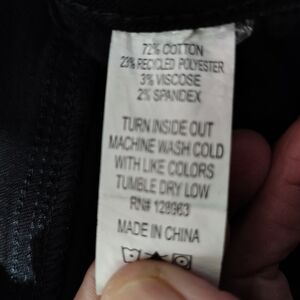 72% COTTON
23% RECYCLED POLYESTER
3% VISCOSE
2% SPANDEX
TURN INSIDE OUT
MACHINE WASH COLD
WITH LIKE COLORS
TUMBLE DRY LOW
RN# 128963
MADE IN CHINA